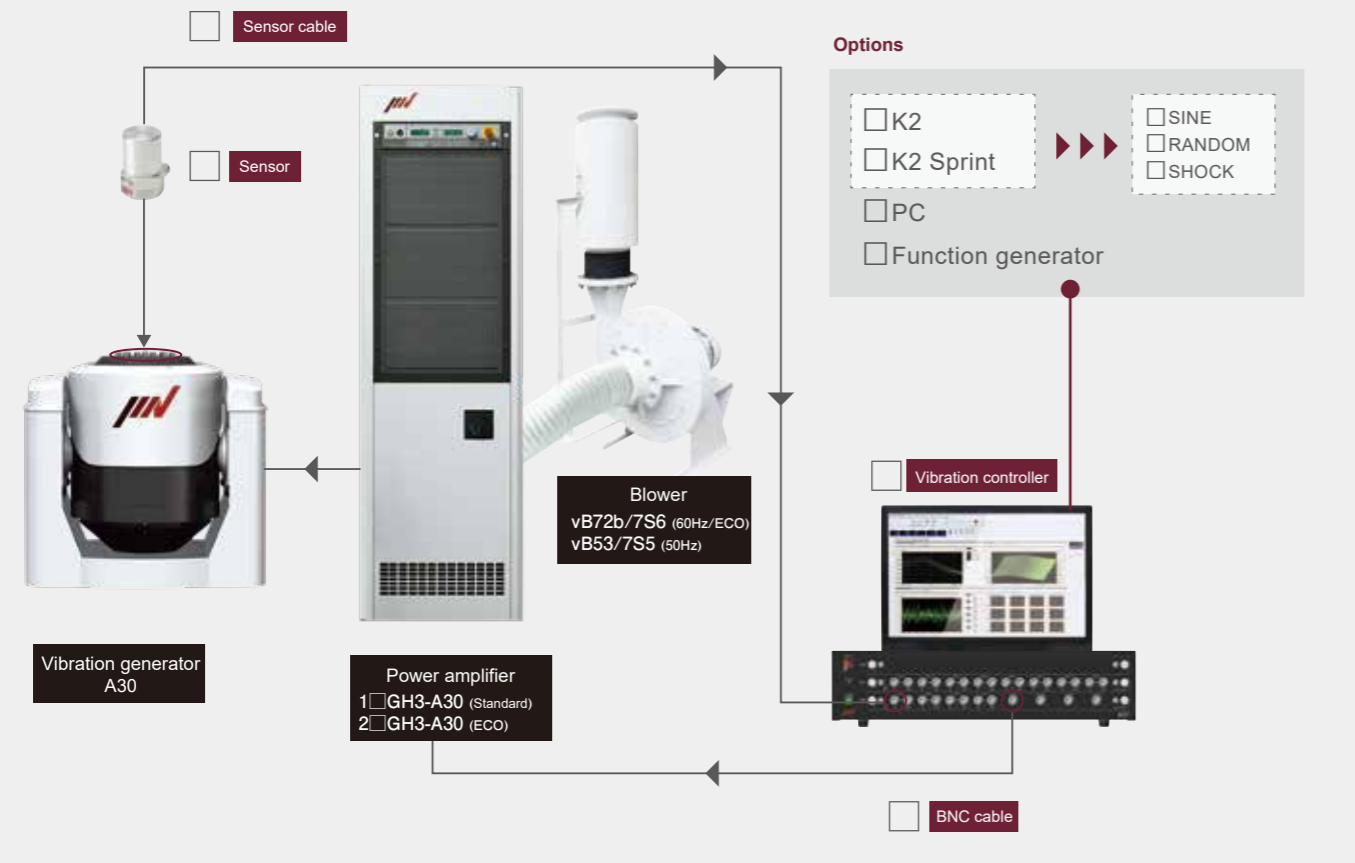 Sensor cable
Options
☐K2
☐K2 Sprint
☐SINE
☐RANDOM
☐SHOCK
☐PC
☐Function generator
Sensor
Vibration controller
Blower
vB72b/7S6 (60Hz/ECO)
vB53/7S5 (50Hz)
Vibration generator
A30
Power amplifier
1☐GH3-A30 (Standard)
2☐GH3-A30 (ECO)
BNC cable